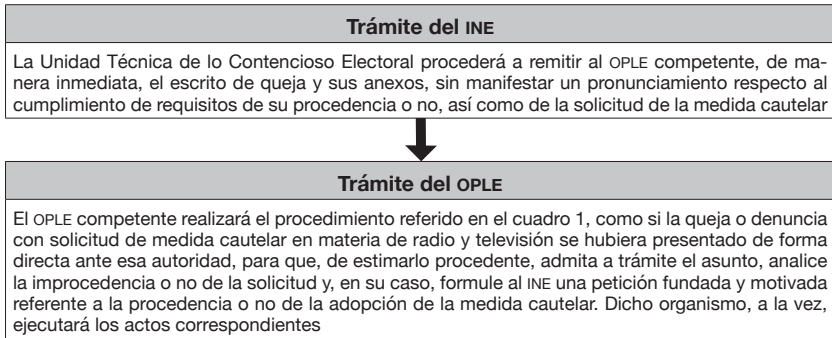 Trámite del INE
La Unidad Técnica de lo Contencioso Electoral procederá a remitir al OPLE competente, de ma-
nera inmediata, el escrito de queja y sus anexos, sin manifestar un pronunciamiento respecto al
cumplimiento de requisitos de su procedencia o no, así como de la solicitud de la medida cautelar
Trámite del OPLE
El OPLE competente realizará el procedimiento referido en el cuadro 1, como si la queja o denuncia
con solicitud de medida cautelar en materia de radio y televisión se hubiera presentado de forma
directa ante esa autoridad, para que, de estimarlo procedente, admita a trámite el asunto, analice
la improcedencia o no de la solicitud y, en su caso, formule al INE una petición fundada y motivada
referente a la procedencia o no de la adopción de la medida cautelar. Dicho organismo, a la vez,
ejecutará los actos correspondientes